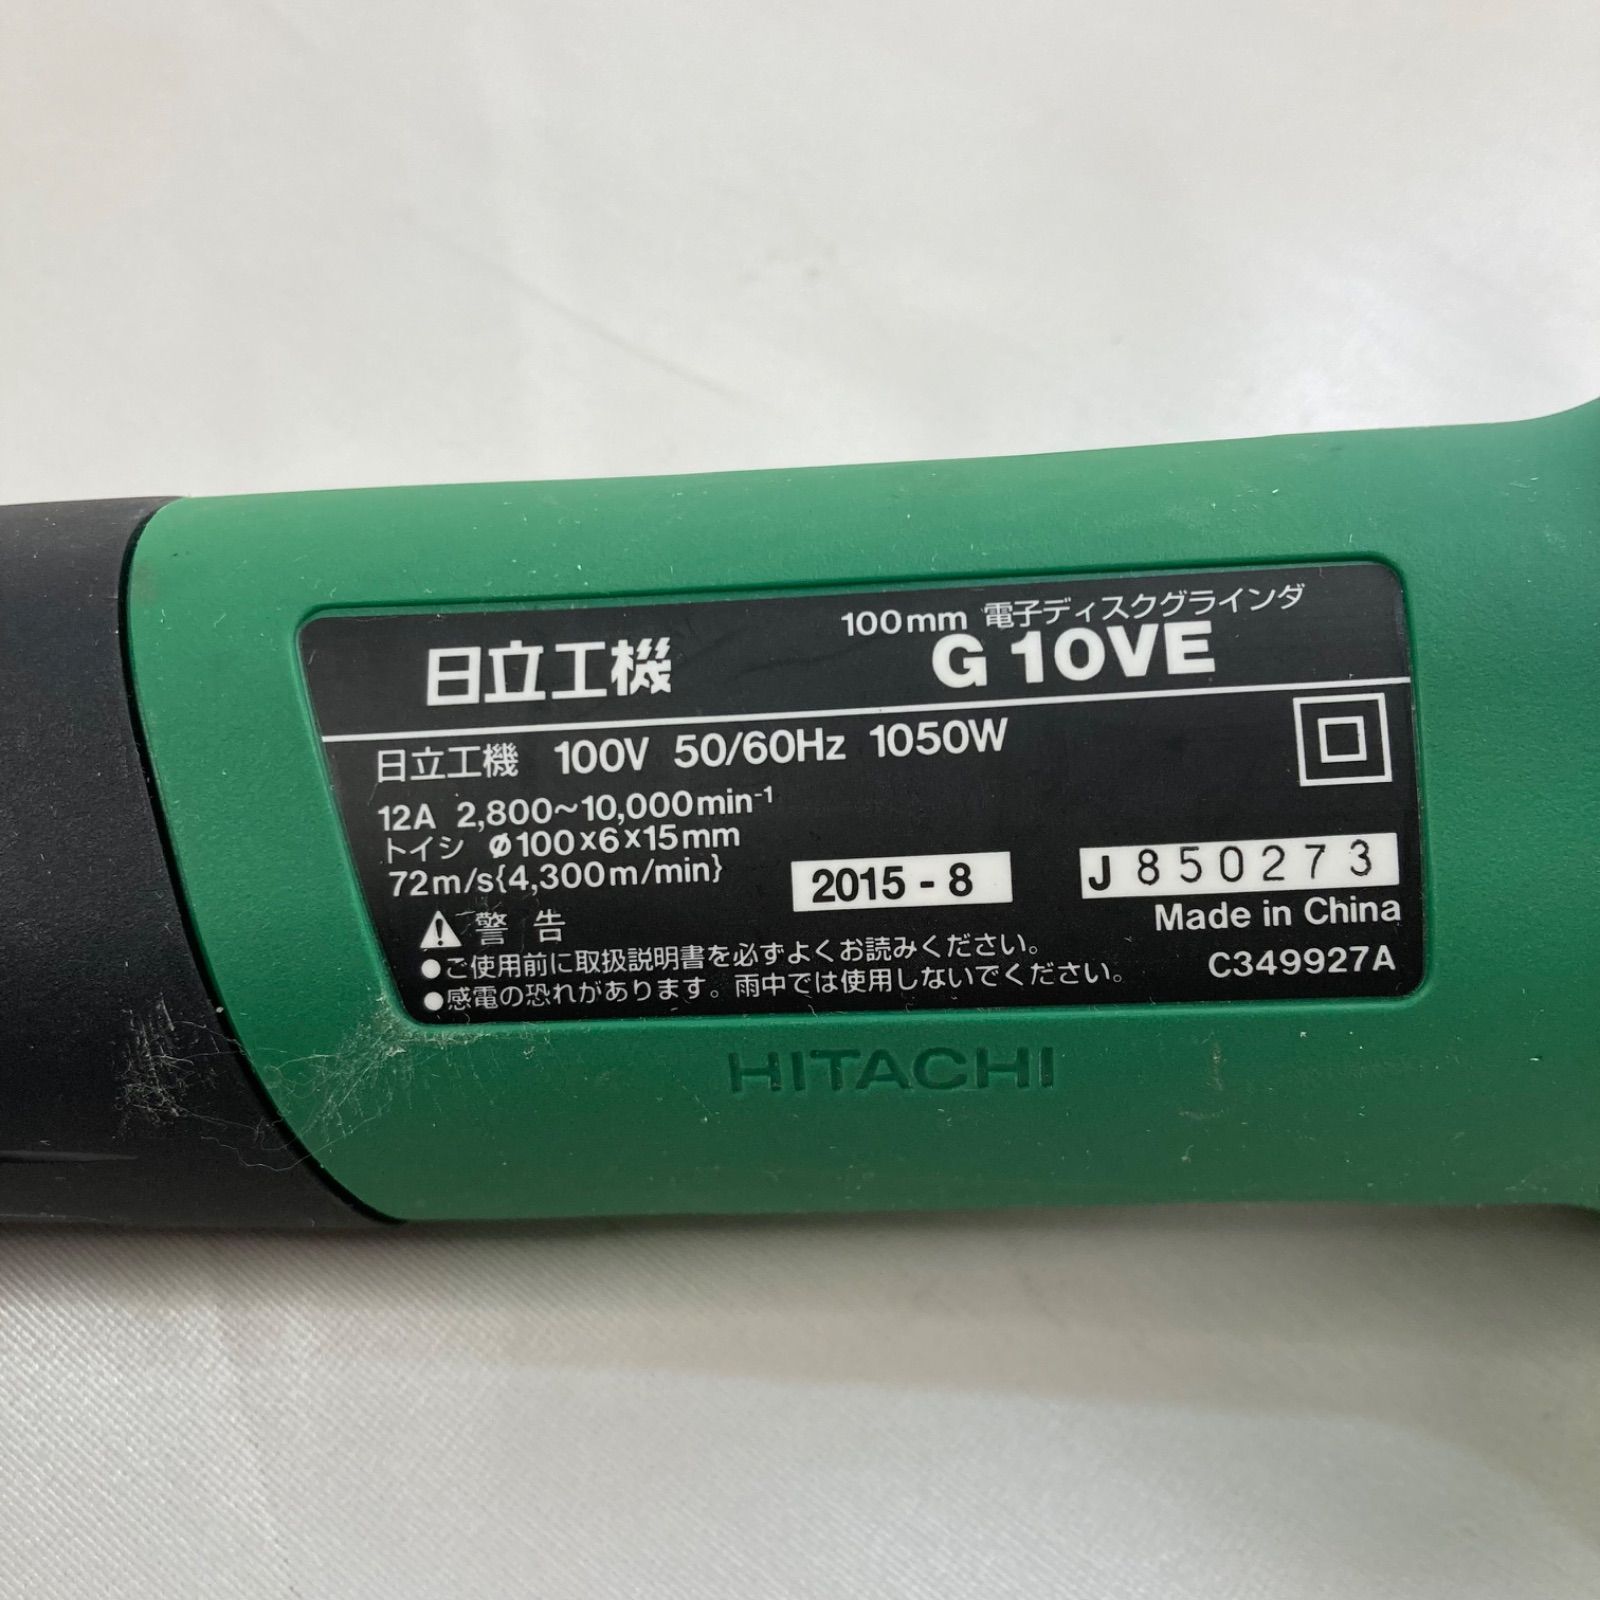 100mm 電子ディスクグラインダ
日立工機 G 10VE
日立工機 100V 50/60Hz 1050W
12A 2,800～10,000min⁻¹
トイシ ø100×6×15mm
72m/s{4,300m/min}
2015 - 8
J850273
Made in China
C349927A
⚠ 警告
●ご使用前に取扱説明書を必ずよくお読みください。
●感電の恐れがあります。雨中では使用しないでください。
HITACHI